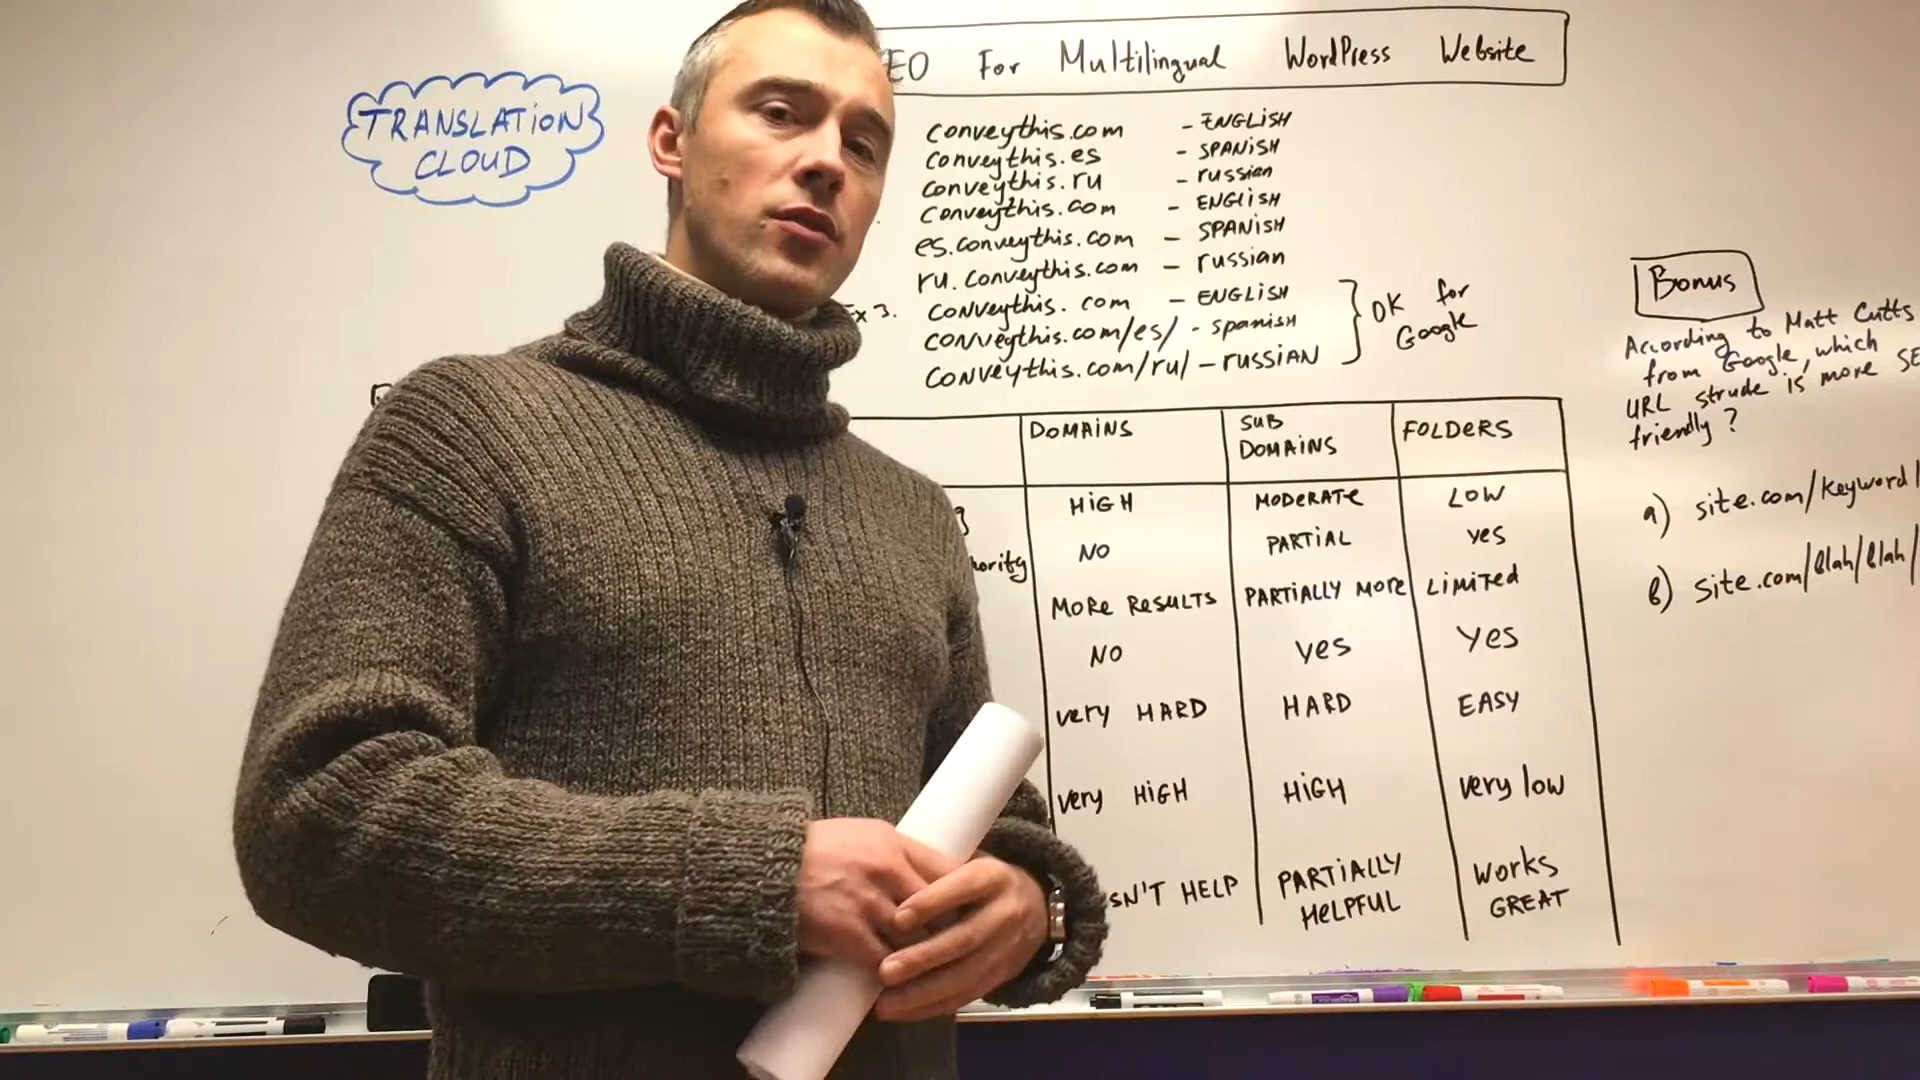 EO For Multilingual WordPress Website
TRANSLATION
CLOUD
conveythis.com - ENGLISH
conveythis.es - SPANISH
conveythis.ru - russian
conveythis.com - ENGLISH
es.conveythis.com - SPANISH
ru.conveythis.com - russian
Ex 3. conveythis.com - ENGLISH
conveythis.com/es/ - spanish
conveythis.com/ru/ - RUSSIAN
OK for
Google
Bonus
According to Matt Cutts
from Google, which
URL strude is more SE
friendly?
a) site.com/keyword/
b) site.com/blah/blah/
DOMAINS SUB DOMAINS FOLDERS
HIGH MODERATE LOW
hority NO PARTIAL yes
MORE RESULTS PARTIALLY MORE LIMITED
NO yes YES
very HARD HARD EASY
very HIGH HIGH very low
SN'T HELP PARTIALLY HELPFUL WORKS GREAT